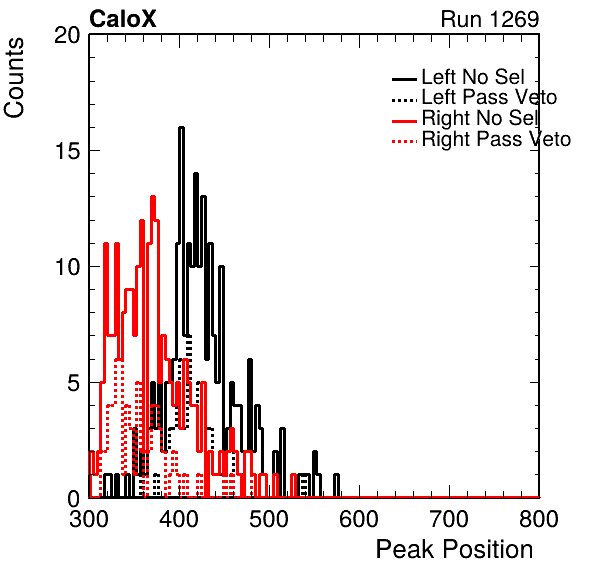 CaloX Run 1269
Counts
20
15
10
5
0
Left No Sel
Left Pass Veto
Right No Sel
Right Pass Veto
300 400 500 600 700 800
Peak Position